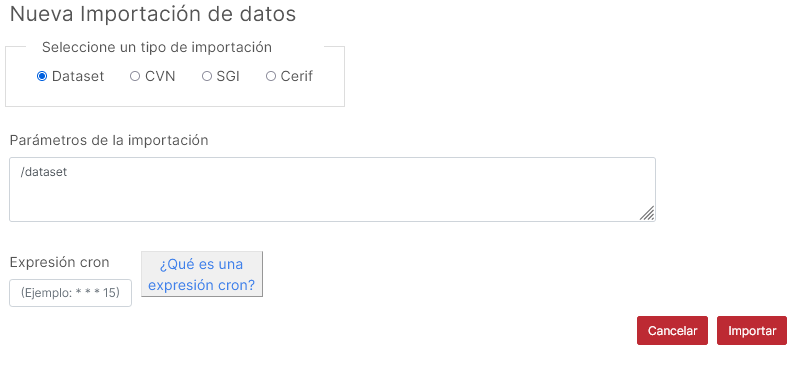 Nueva Importación de datos
Seleccione un tipo de importación
Dataset CVN SGI Cerif
Parámetros de la importación
/dataset
Expresión cron
¿Qué es una
expresión cron?
(Ejemplo: * * * 15)
Cancelar Importar